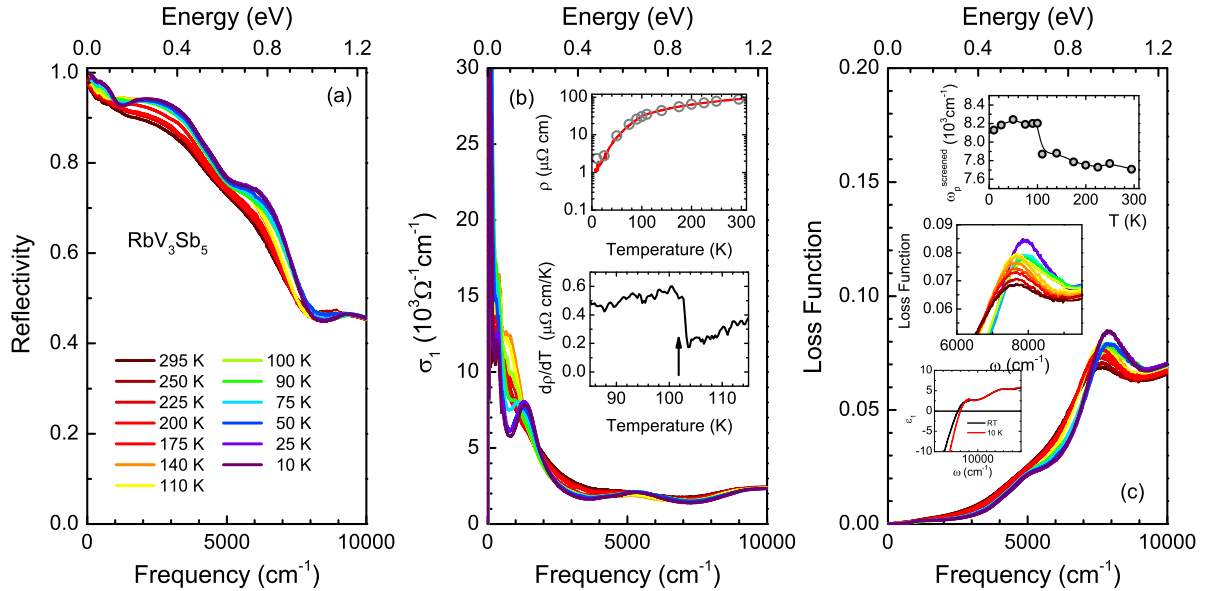 Energy (eV)
0.0 0.4 0.8 1.2
1.0
0.8
0.6
0.4
0.2
0.0
Reflectivity
(a)
RbV3Sb5
295 K
250 K
225 K
200 K
175 K
140 K
110 K
100 K
90 K
75 K
50 K
25 K
10 K
0 5000 10000
Frequency (cm-1)
Energy (eV)
0.0 0.4 0.8 1.2
30
25
20
15
10
5
0
σ1 (10³Ω-1cm-1)
(b)
100
10
1
0.1
ρ (μΩ cm)
0 100 200 300
Temperature (K)
0.6
0.4
0.2
0.0
dρ/dT (μΩ cm/K)
90 100 110
Temperature (K)
0 5000 10000
Frequency (cm-1)
Energy (eV)
0.0 0.4 0.8 1.2
0.20
0.15
0.10
0.05
0.00
Loss Function
8.4
8.2
8.0
7.8
7.6
ωp screened (10³cm-1)
0 100 200 300
T (K)
0.09
0.08
0.07
0.06
Loss Function
6000 8000
ω (cm-1)
10
5
0
-5
-10
ε1
RT
10 K
10000
ω (cm-1)
(c)
0 5000 10000
Frequency (cm-1)